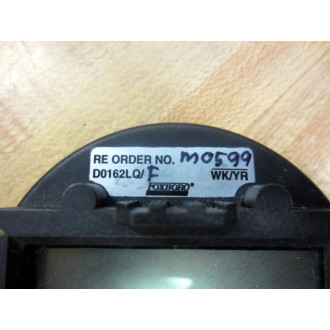 RE ORDER NO. M0599
D0162LQ/F WK/YR
FOXBORO®